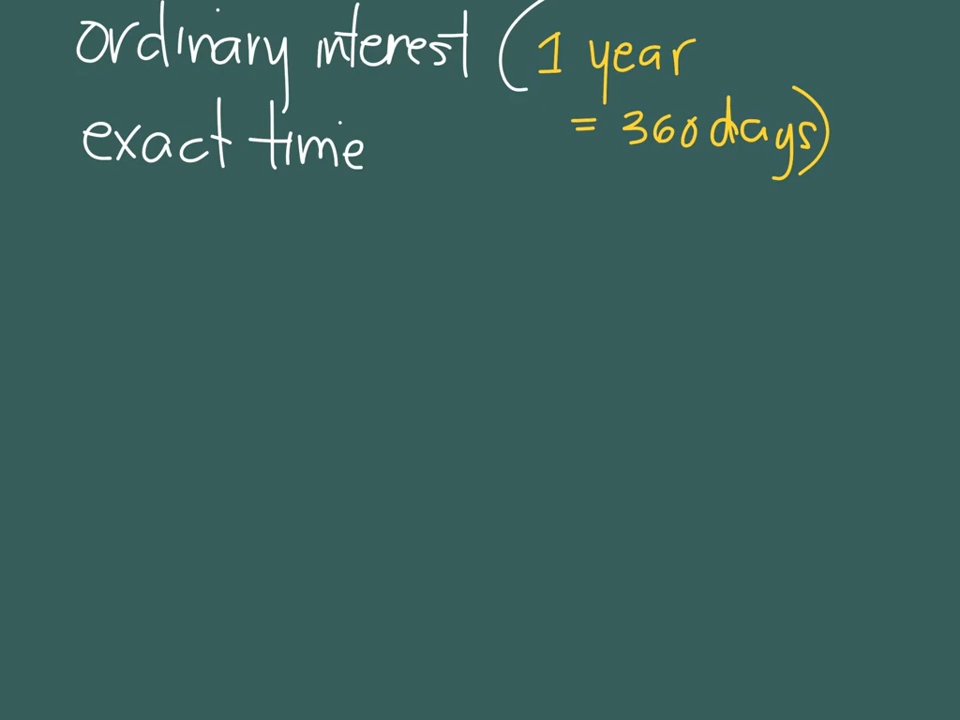 ordinary interest (1 year
= 360 days)
exact time